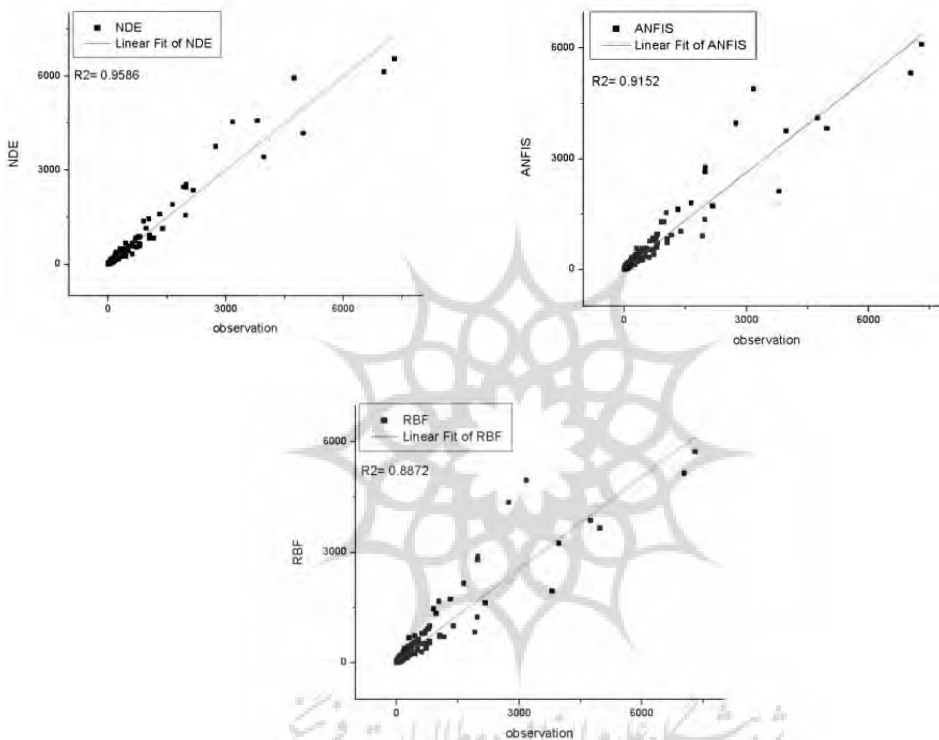 NDE
Linear Fit of NDE
R2= 0.9586
6000
3000
0
NDE
0
3000
6000
observation
ANFIS
Linear Fit of ANFIS
R2= 0.9152
6000
3000
0
ANFIS
0
3000
6000
observation
RBF
Linear Fit of RBF
R2= 0.8872
6000
3000
0
RBF
0
3000
6000
observation